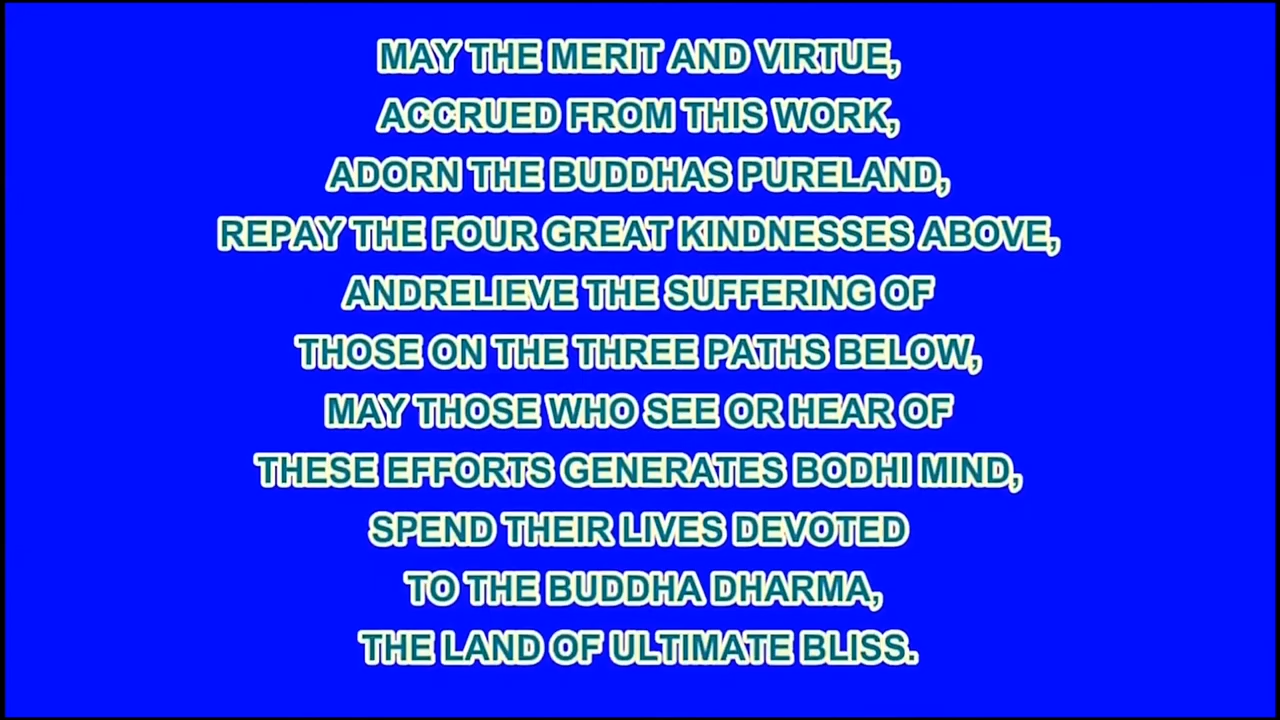 MAY THE MERIT AND VIRTUE,
ACCRUED FROM THIS WORK,
ADORN THE BUDDHAS PURELAND,
REPAY THE FOUR GREAT KINDNESSES ABOVE,
ANDRELIEVE THE SUFFERING OF
THOSE ON THE THREE PATHS BELOW,
MAY THOSE WHO SEE OR HEAR OF
THESE EFFORTS GENERATES BODHI MIND,
SPEND THEIR LIVES DEVOTED
TO THE BUDDHA DHARMA,
THE LAND OF ULTIMATE BLISS.